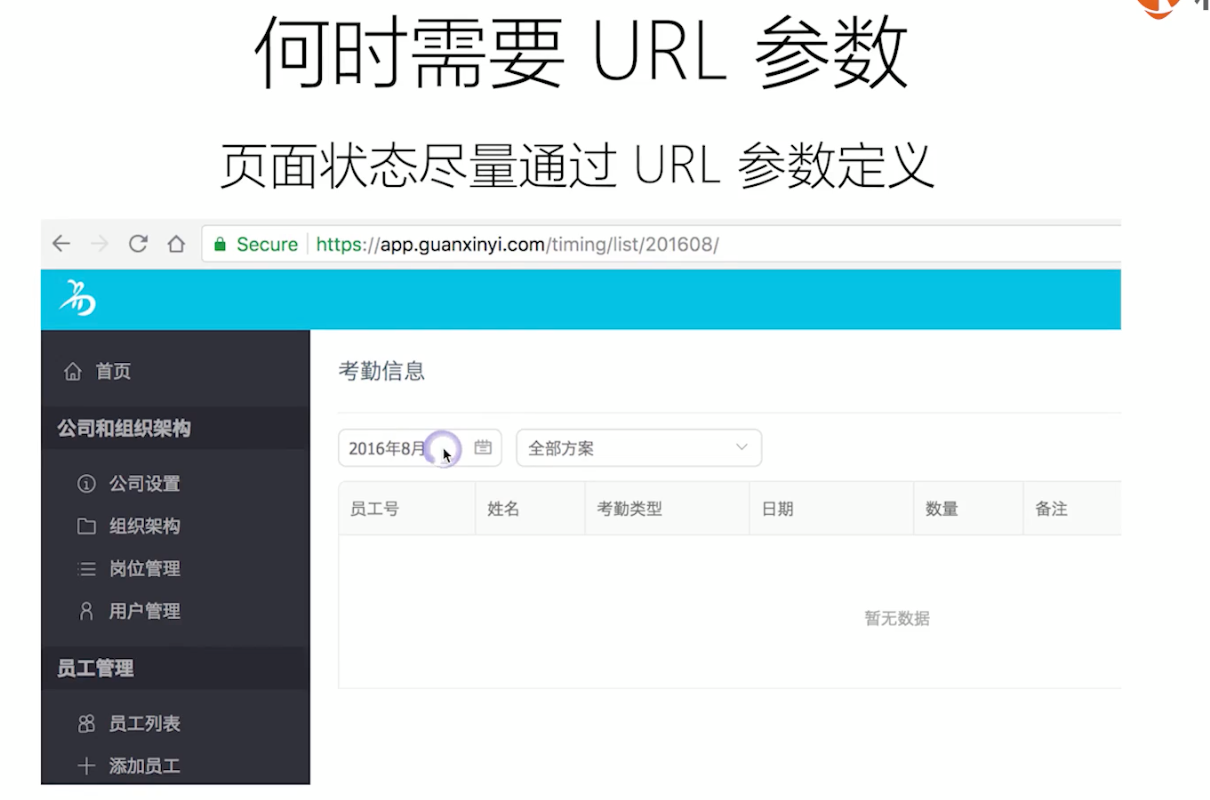 何时需要 URL 参数
页面状态尽量通过 URL 参数定义
Secure https://app.guanxinyi.com/timing/list/201608/
首页
考勤信息
公司和组织架构
2016年8月 全部方案
公司设置
员工号 姓名 考勤类型 日期 数量 备注
组织架构
岗位管理
用户管理
暂无数据
员工管理
员工列表
添加员工